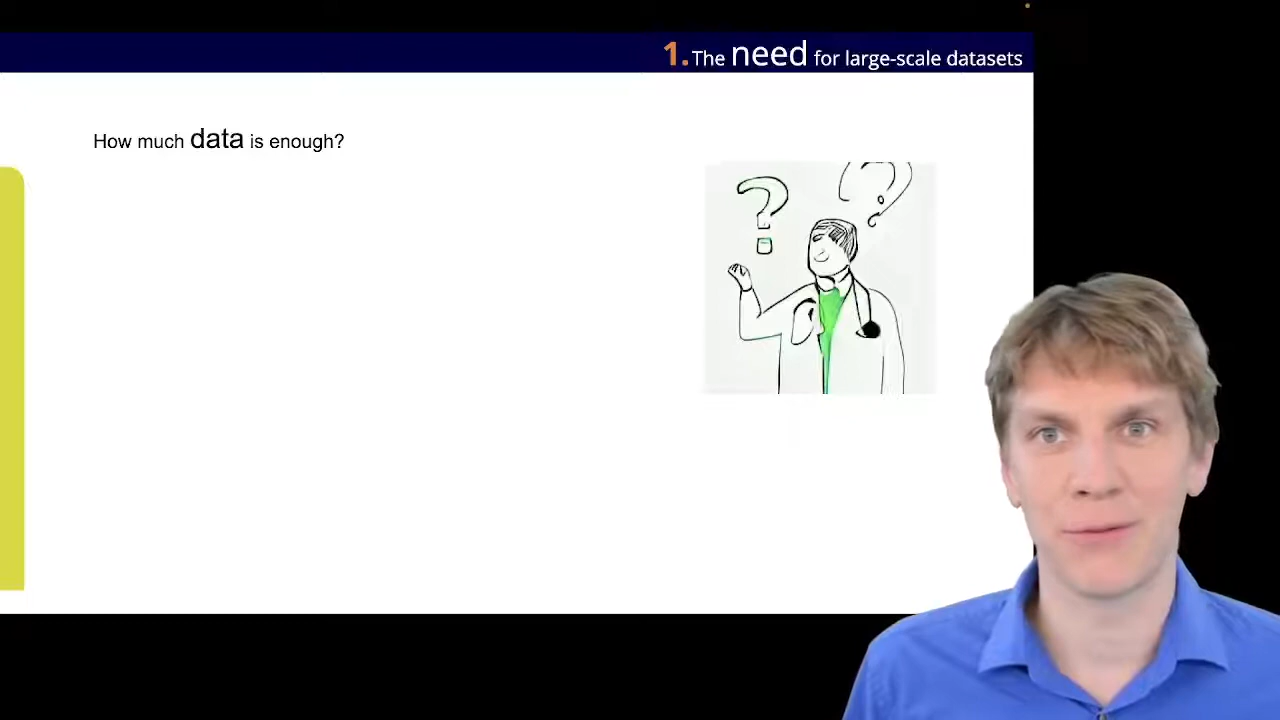 1. The need for large-scale datasets
How much data is enough?